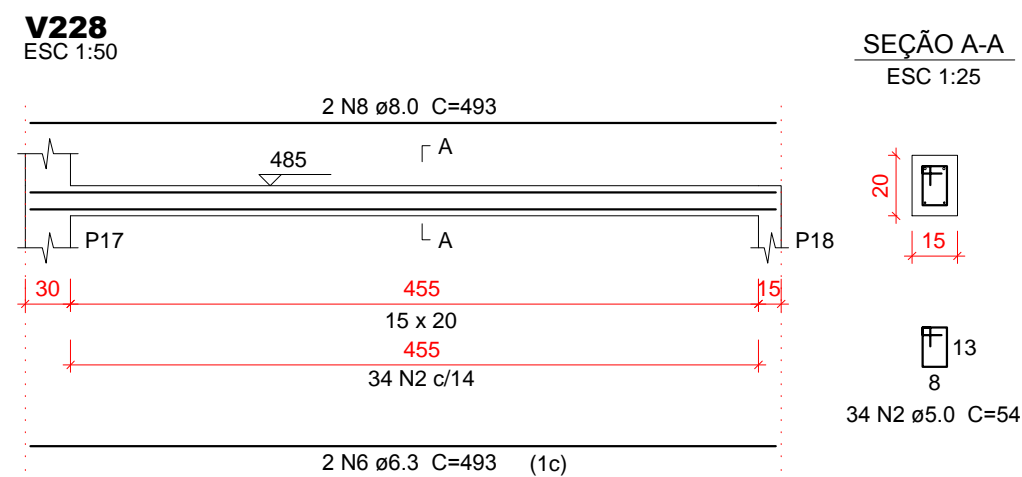 V228
ESC 1:50
SEÇÃO A-A
ESC 1:25
2 N8 ø8.0 C=493
A
485
20
P17
A
P18
15
30
455
15
15 x 20
455
34 N2 c/14
13
8
34 N2 ø5.0 C=54
2 N6 ø6.3 C=493 (1c)